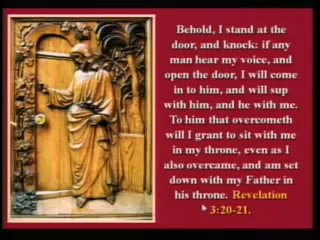 Behold, I stand at the
door, and knock: if any
man hear my voice, and
open the door, I will come
in to him, and will sup
with him, and he with me.
To him that overcometh
will I grant to sit with me
in my throne, even as I
also overcame, and am set
down with my Father in
his throne. Revelation
3:20-21.